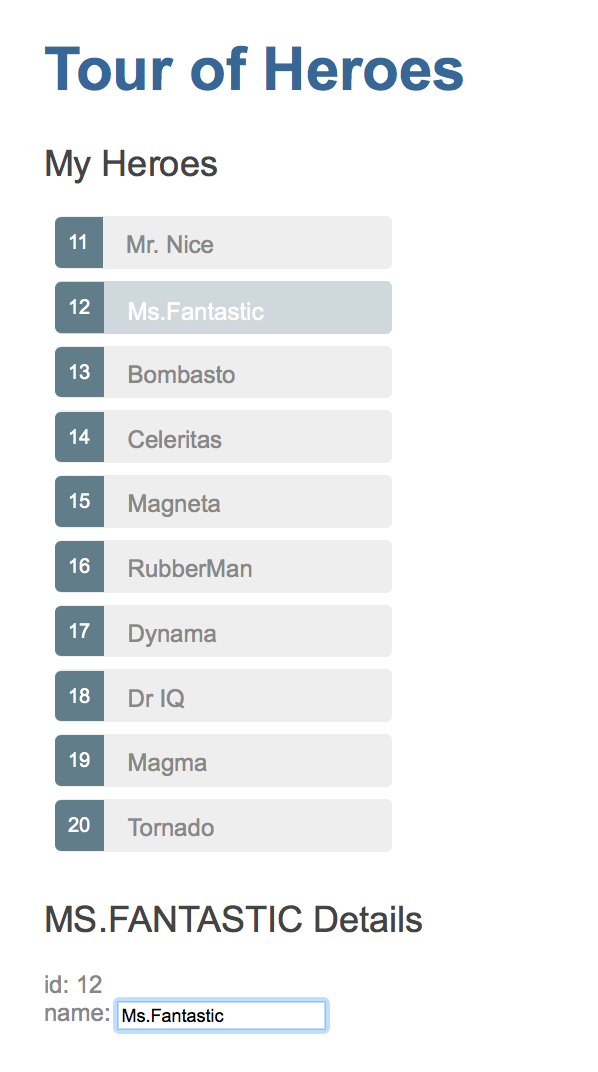 Tour of Heroes
My Heroes
11 Mr. Nice
12 Ms.Fantastic
13 Bombasto
14 Celeritas
15 Magneta
16 RubberMan
17 Dynama
18 Dr IQ
19 Magma
20 Tornado
MS.FANTASTIC Details
id: 12
name: Ms.Fantastic